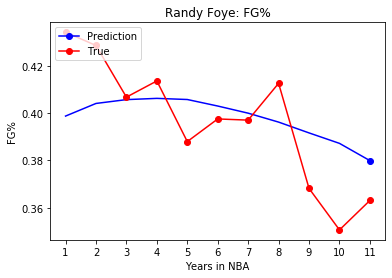 Randy Foye: FG%
Prediction
True
FG%
0.42
0.40
0.38
0.36
1 2 3 4 5 6 7 8 9 10 11
Years in NBA